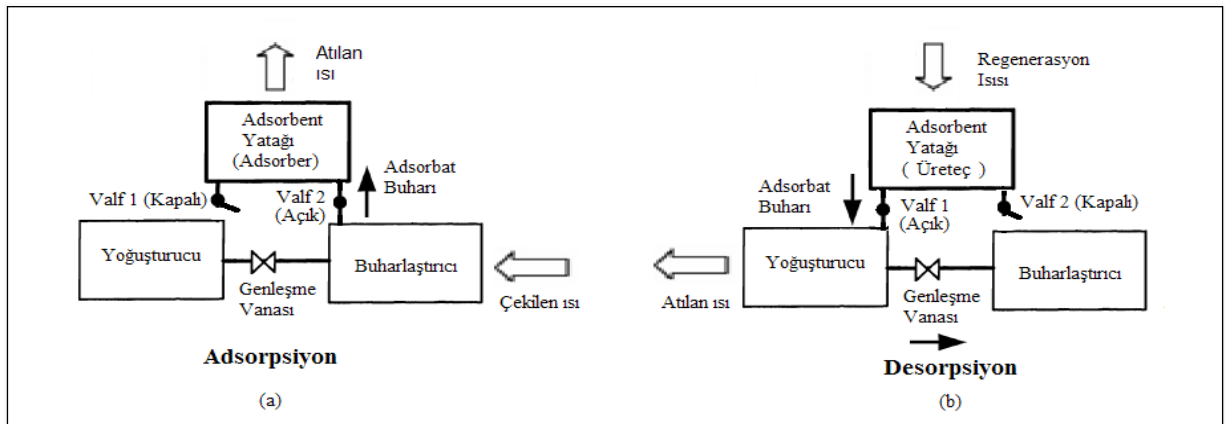 Atılan
ısı
Adsorbent
Yatağı
(Adsorber)
Adsorbat
Buharı
Valf 1 (Kapalı)
Valf 2
(Açık)
Yoğuşturucu
Buharlaştırıcı
Genleşme
Vanası
Çekilen ısı
Adsorpsiyon
(a)
Regenerasyon
Isısı
Adsorbent
Yatağı
( Üreteç )
Adsorbat
Buharı
Valf 1
(Açık)
Valf 2 (Kapalı)
Yoğuşturucu
Buharlaştırıcı
Atılan ısı
Genleşme
Vanası
Desorpsiyon
(b)